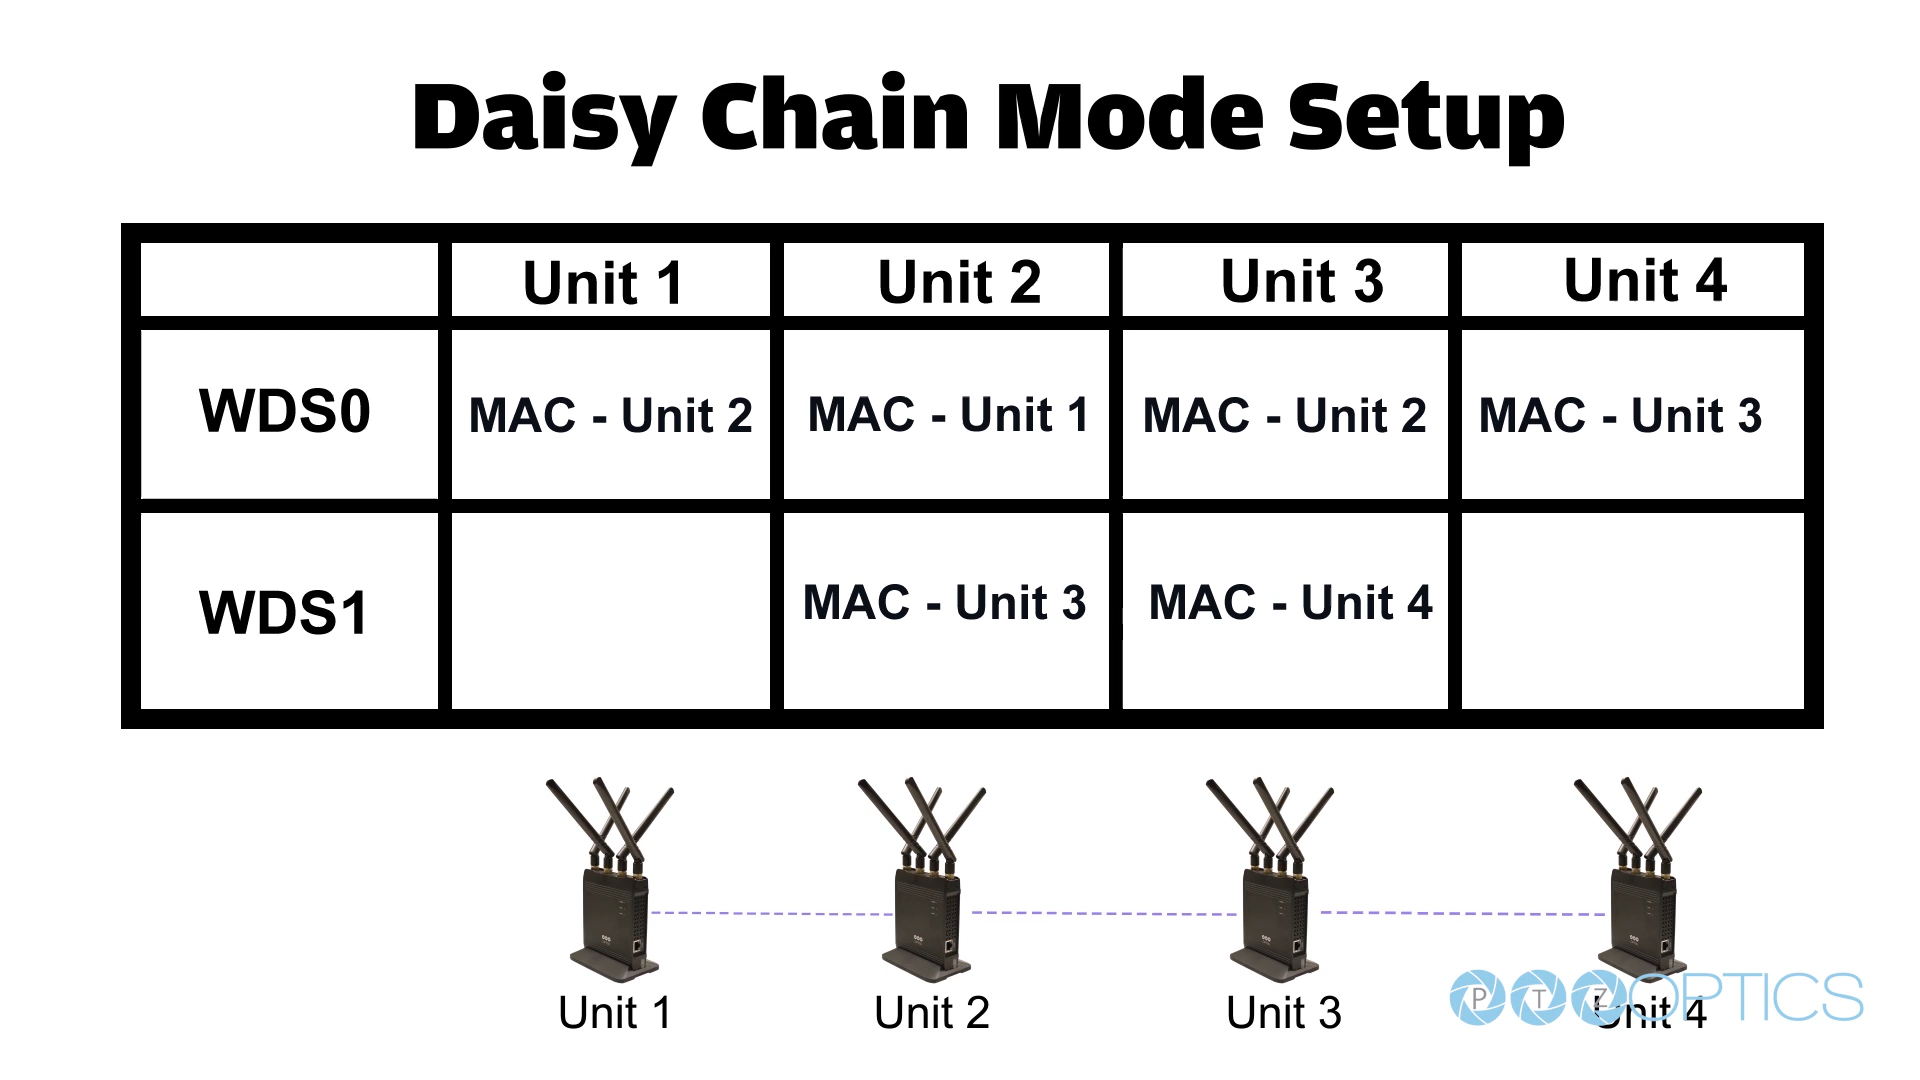 Daisy Chain Mode Setup
Unit 1 Unit 2 Unit 3 Unit 4
WDS0 MAC - Unit 2 MAC - Unit 1 MAC - Unit 2 MAC - Unit 3
WDS1 MAC - Unit 3 MAC - Unit 4
Unit 1 Unit 2 Unit 3 Unit 4
PTZOPTICS